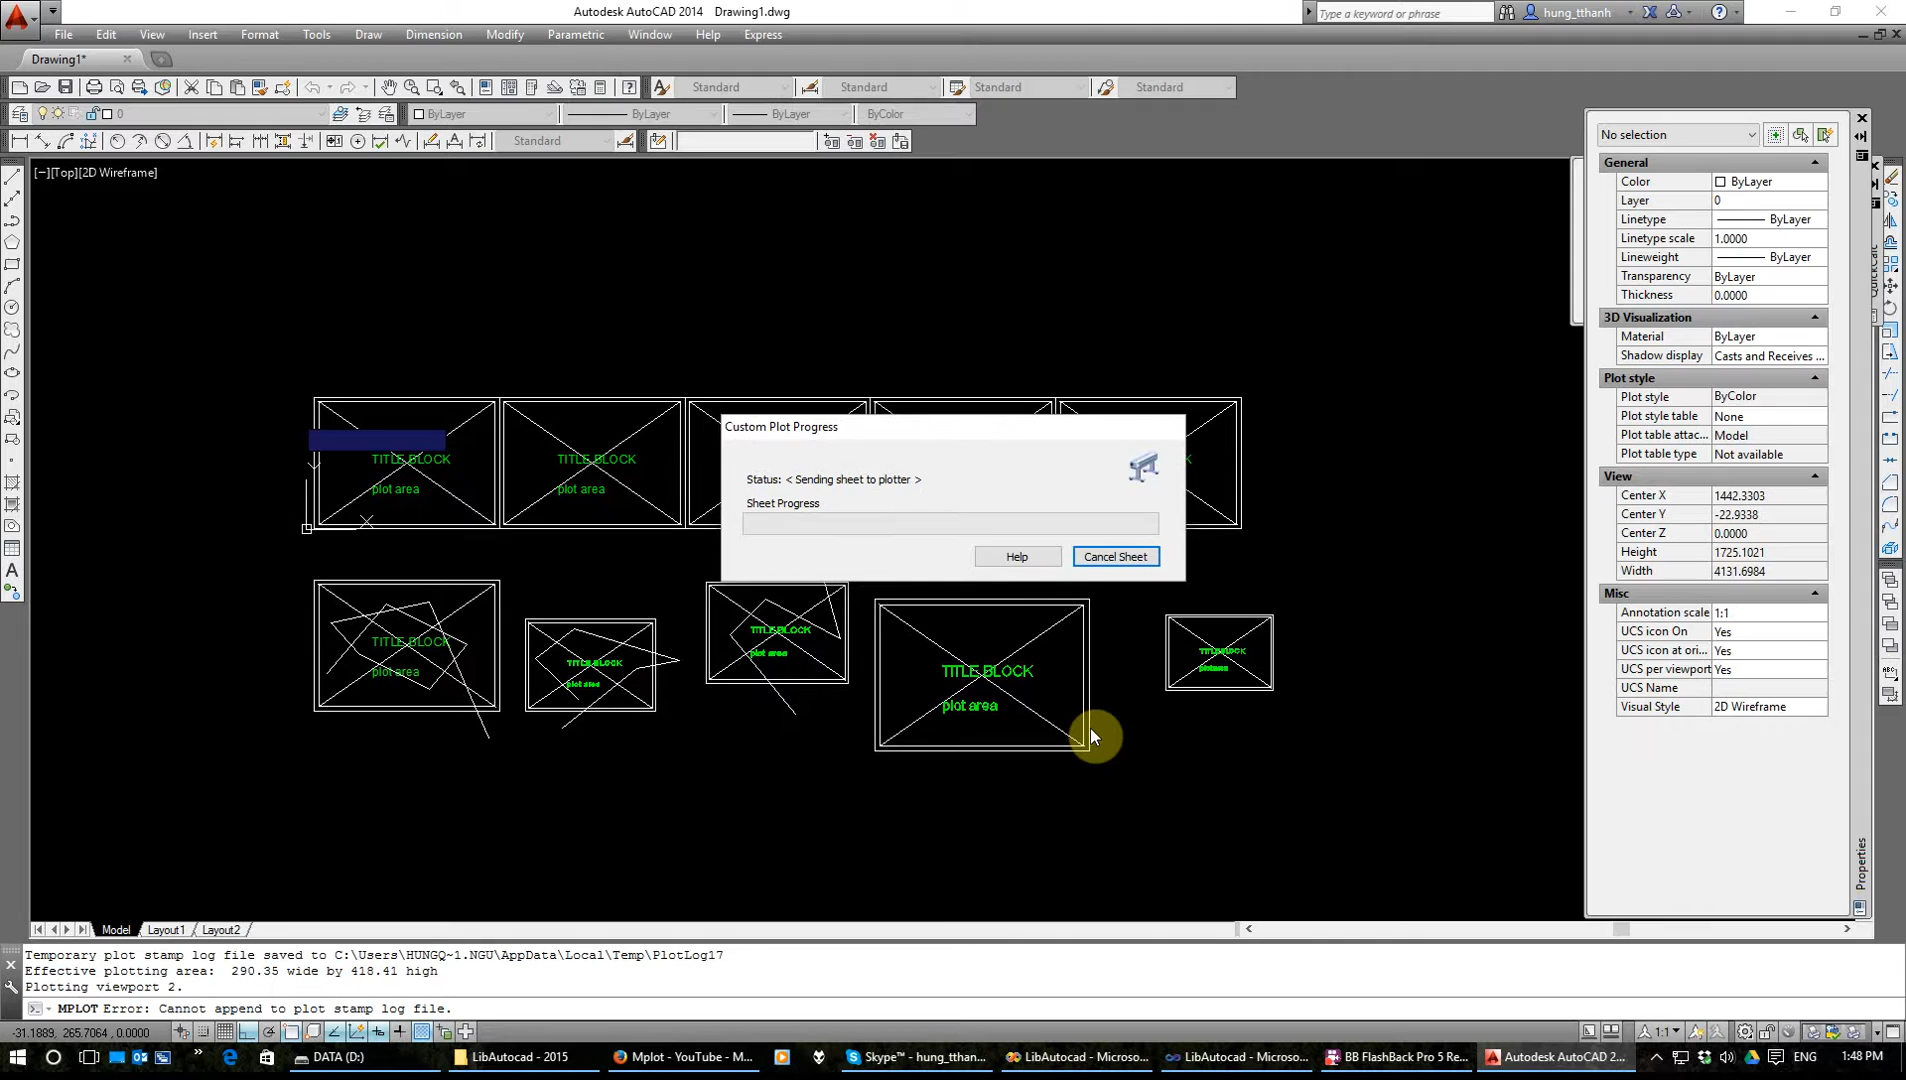 Autodesk AutoCAD 2014 Drawing1.dwg
Type a keyword or phrase
hung_tthanh
File Edit View Insert Format Tools Draw Dimension Modify Parametric Window Help Express
Drawing1*
Standard Standard Standard Standard
0 ByLayer ByLayer ByLayer ByColor
Standard
[−][Top][2D Wireframe]
No selection
General
Color ByLayer
Layer 0
Linetype ByLayer
Linetype scale 1.0000
Lineweight ByLayer
Transparency ByLayer
Thickness 0.0000
3D Visualization
Material ByLayer
Shadow display Casts and Receives ...
Plot style
Plot style ByColor
Plot style table None
Plot table attac... Model
Plot table type Not available
View
Center X 1442.3303
Center Y -22.9338
Center Z 0.0000
Height 1725.1021
Width 4131.6984
Misc
Annotation scale 1:1
UCS icon On Yes
UCS icon at ori... Yes
UCS per viewport Yes
UCS Name
Visual Style 2D Wireframe
Properties
QuickCalc
TITLE BLOCK
plot area
TITLE BLOCK
plot area
Custom Plot Progress
Status: < Sending sheet to plotter >
Sheet Progress
Help Cancel Sheet
TITLE BLOCK
plot area
TITLE BLOCK
plot area
TITLE BLOCK
plot area
TITLE BLOCK
plot area
TITLE BLOCK
plot area
Model Layout1 Layout2
Temporary plot stamp log file saved to C:\Users\HUNGQ~1.NGU\AppData\Local\Temp\PlotLog17
Effective plotting area: 290.35 wide by 418.41 high
Plotting viewport 2.
MPLOT Error: Cannot append to plot stamp log file.
-31.1889, 265.7064, 0.0000
1:1
DATA (D:) LibAutocad - 2015 Mplot - YouTube - M... Skype™ - hung_tthan... LibAutocad - Microso... LibAutocad - Microso... BB FlashBack Pro 5 Re... Autodesk AutoCAD 2... ENG 1:48 PM